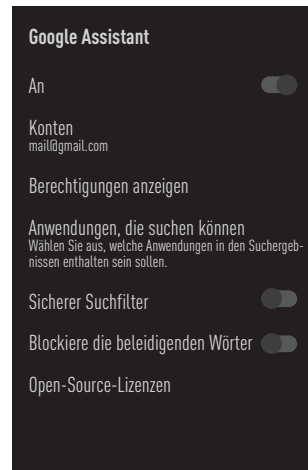 Google Assistant
An
Konten
mail@gmail.com
Berechtigungen anzeigen
Anwendungen, die suchen können
Wählen Sie aus, welche Anwendungen in den Suchergeb-
nissen enthalten sein sollen.
Sicherer Suchfilter
Blockiere die beleidigenden Wörter
Open-Source-Lizenzen